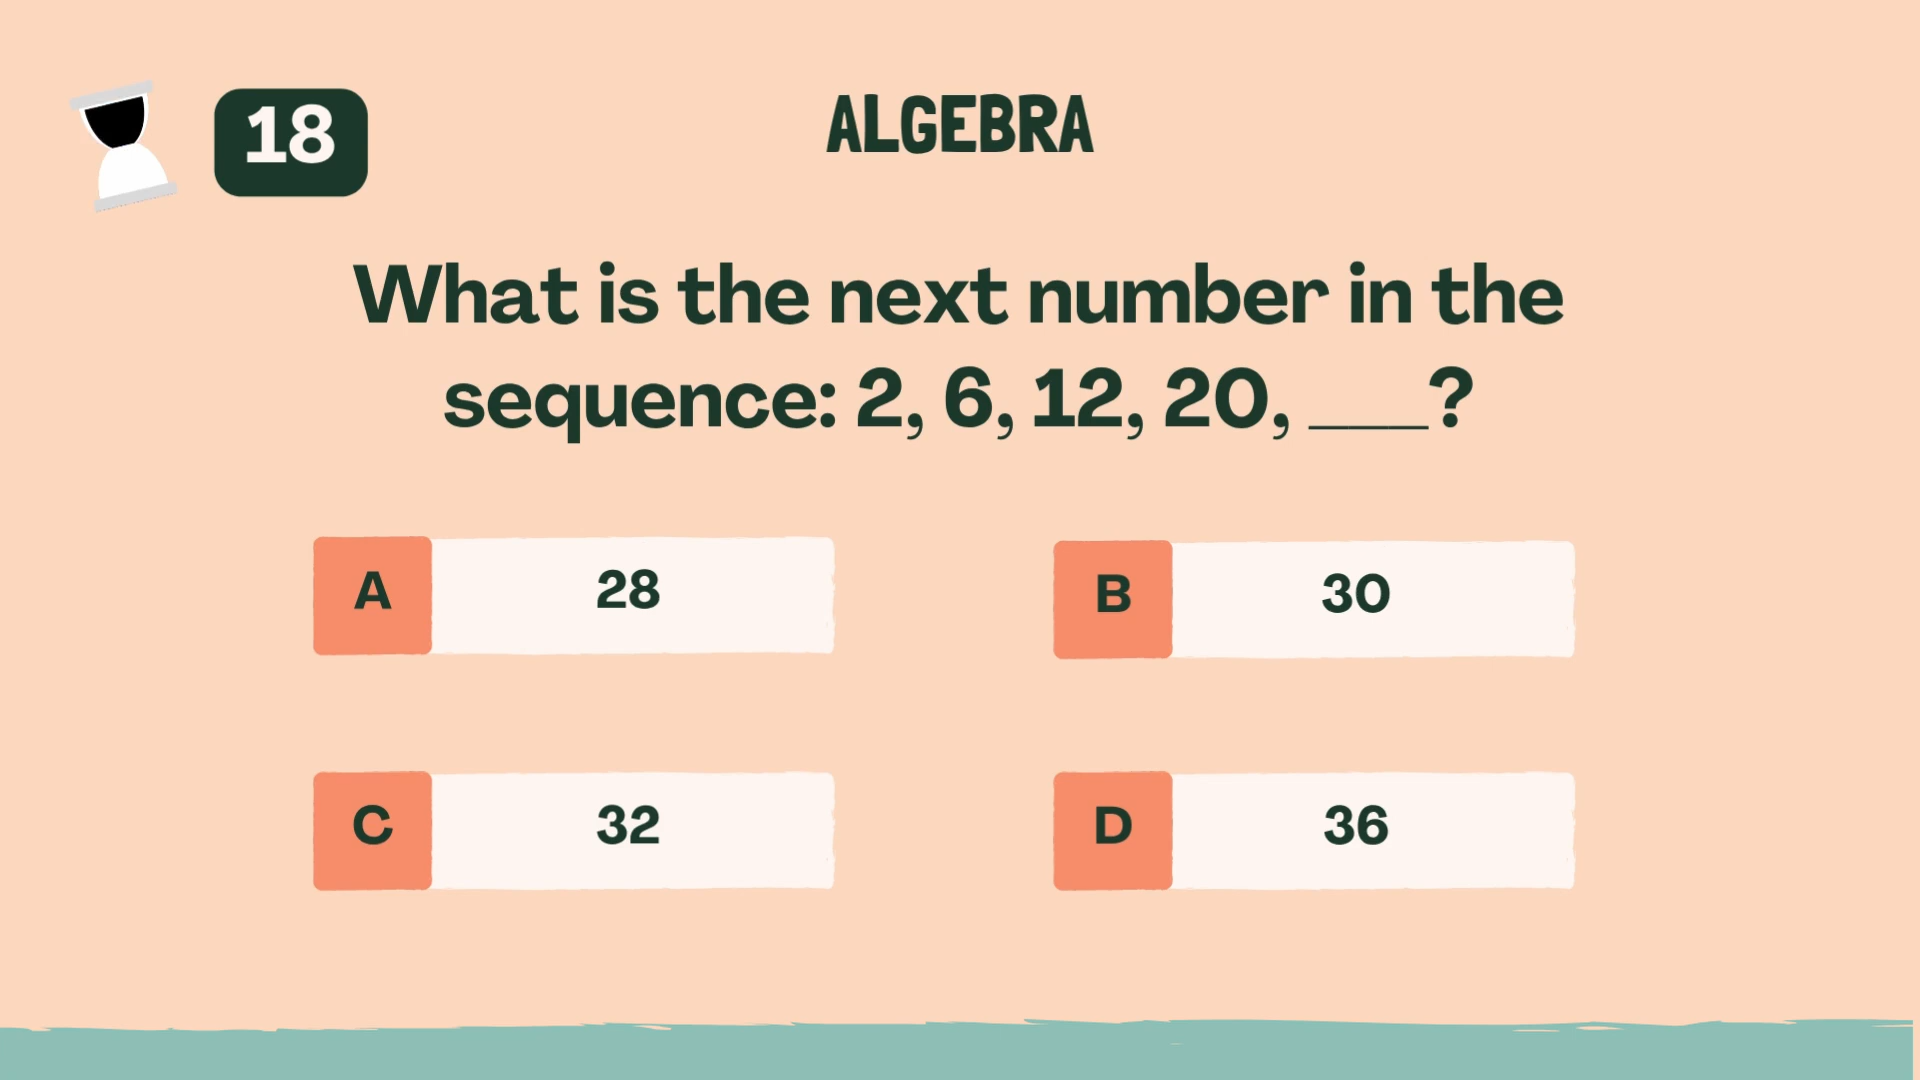 18
ALGEBRA
What is the next number in the
sequence: 2, 6, 12, 20, ___?
A 28
B 30
C 32
D 36